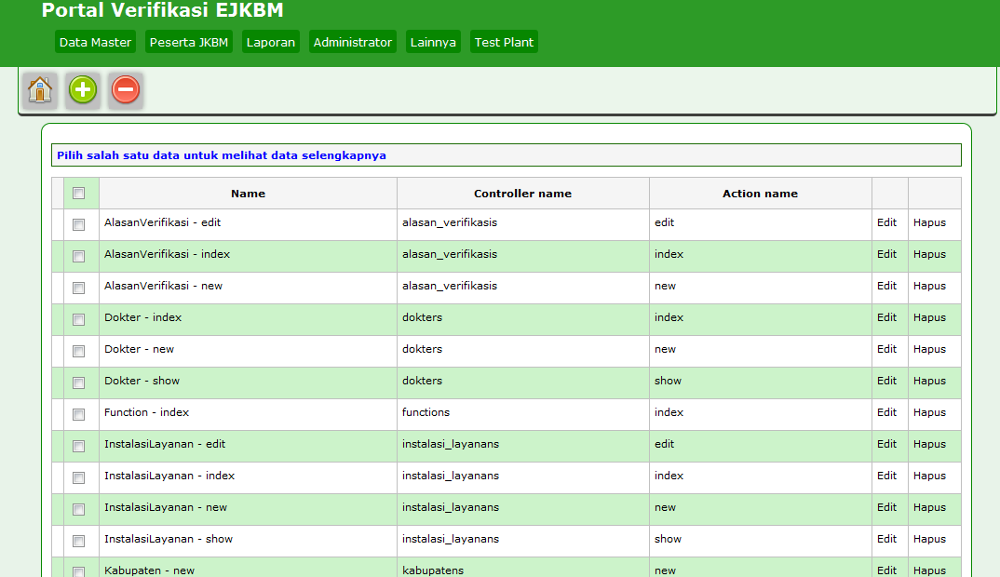 Portal Verifikasi EJKBM
Data Master Peserta JKBM Laporan Administrator Lainnya Test Plant
Pilih salah satu data untuk melihat data selengkapnya
Name Controller name Action name
AlasanVerifikasi - edit alasan_verifikasis edit Edit Hapus
AlasanVerifikasi - index alasan_verifikasis index Edit Hapus
AlasanVerifikasi - new alasan_verifikasis new Edit Hapus
Dokter - index dokters index Edit Hapus
Dokter - new dokters new Edit Hapus
Dokter - show dokters show Edit Hapus
Function - index functions index Edit Hapus
InstalasiLayanan - edit instalasi_layanans edit Edit Hapus
InstalasiLayanan - index instalasi_layanans index Edit Hapus
InstalasiLayanan - new instalasi_layanans new Edit Hapus
InstalasiLayanan - show instalasi_layanans show Edit Hapus
Kabupaten - new kabupatens new Edit Hapus